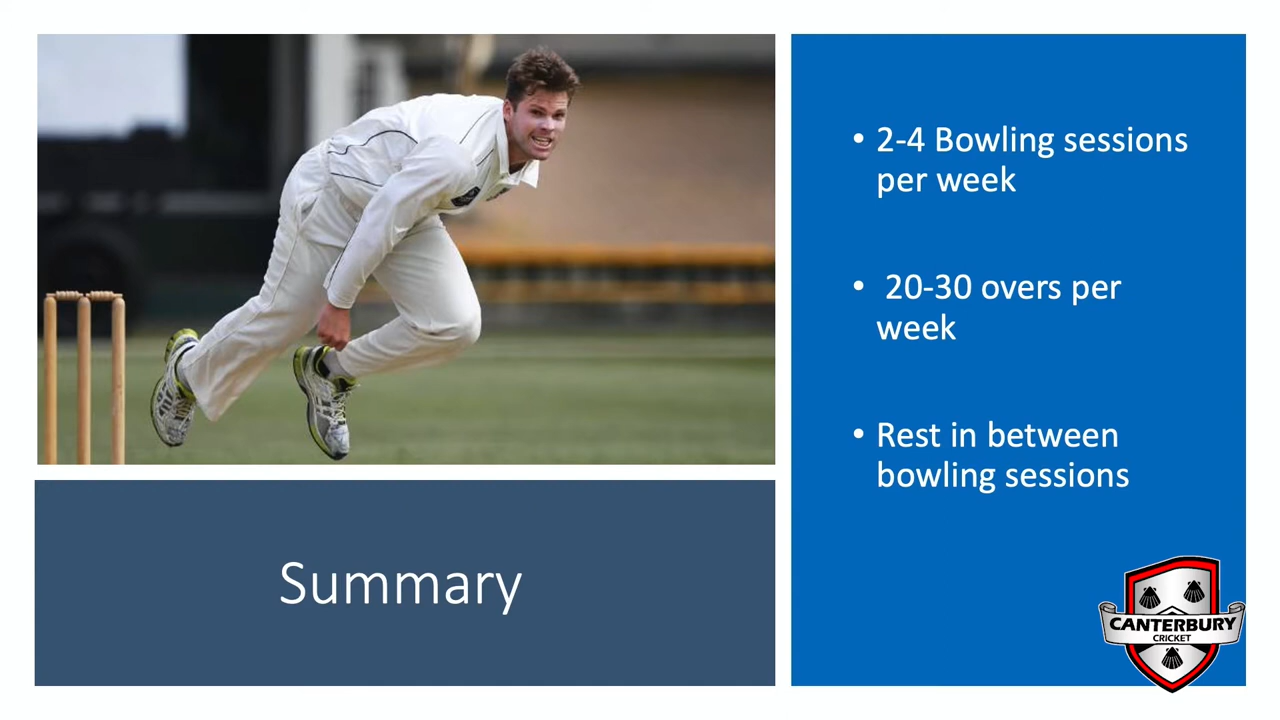 • 2-4 Bowling sessions
per week
• 20-30 overs per
week
• Rest in between
bowling sessions
Summary
CANTERBURY
CRICKET